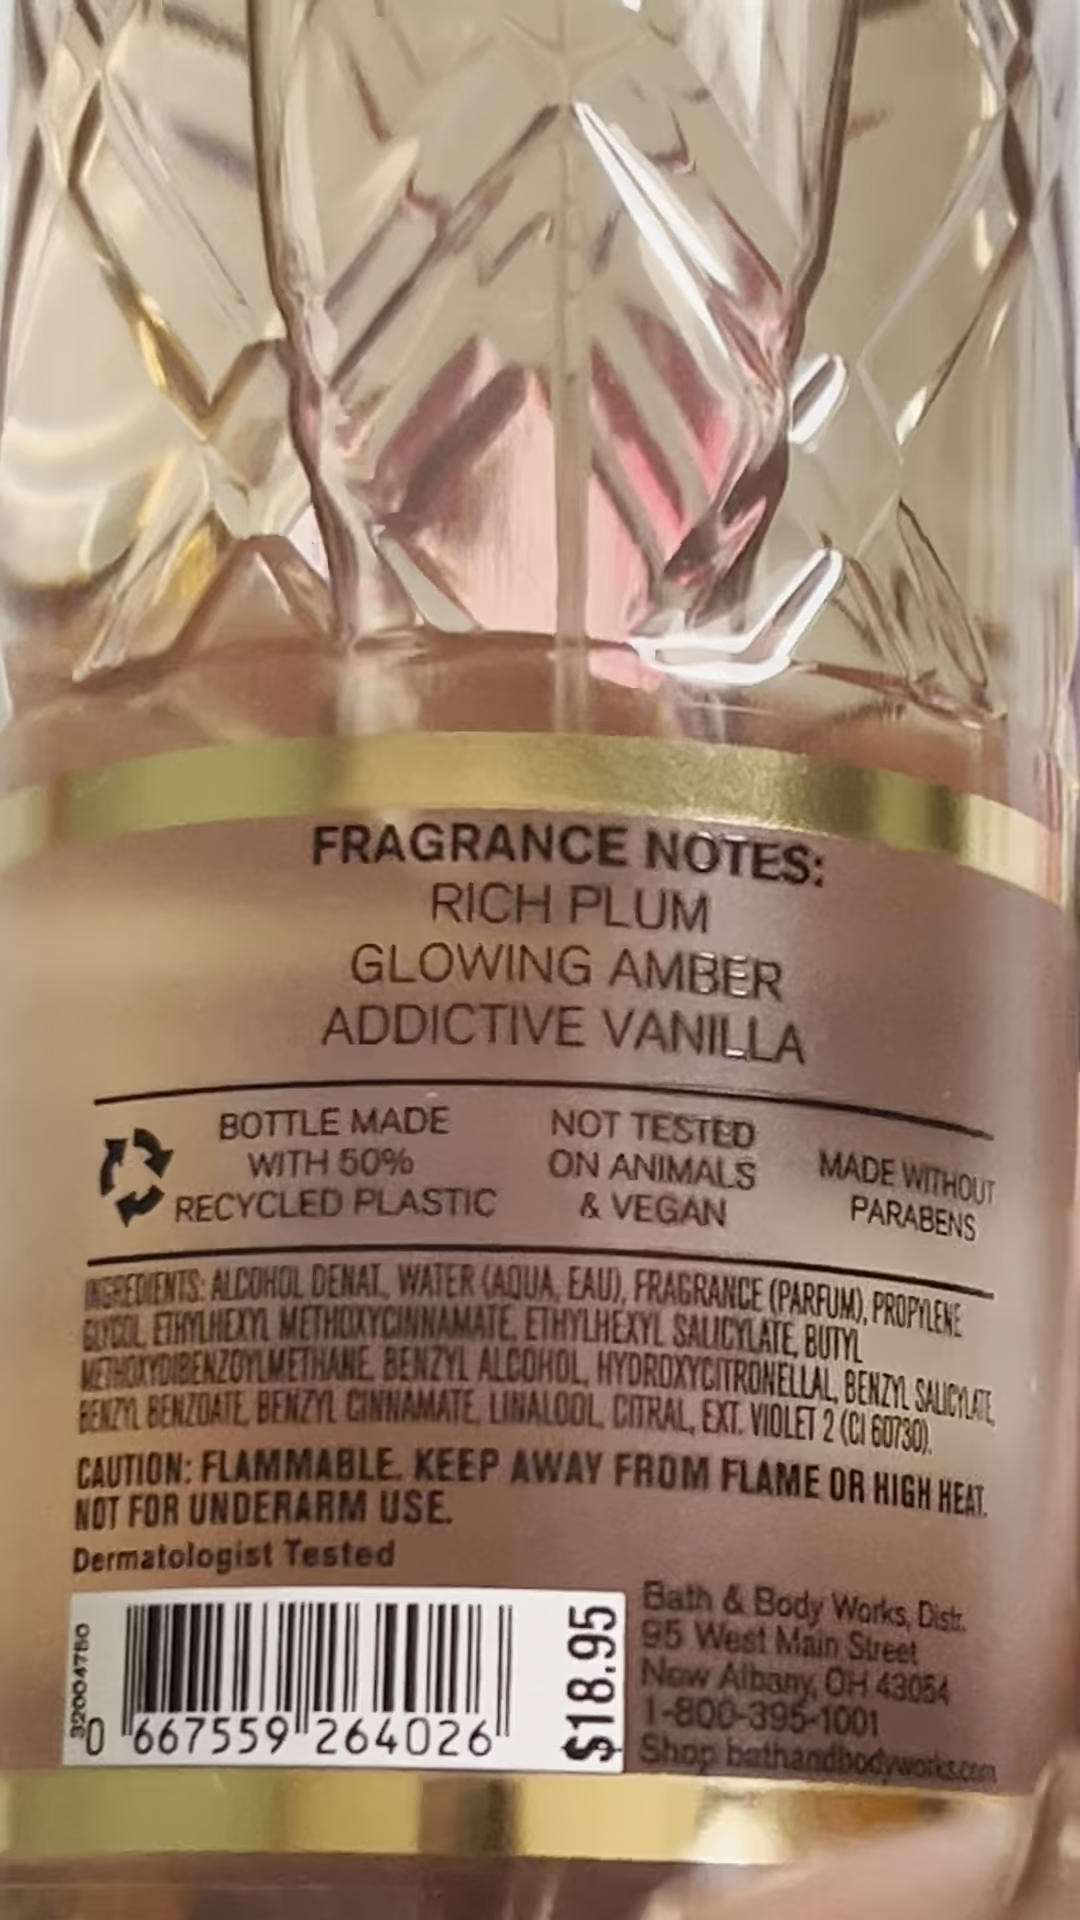 FRAGRANCE NOTES:
RICH PLUM
GLOWING AMBER
ADDICTIVE VANILLA
BOTTLE MADE
WITH 50%
RECYCLED PLASTIC
NOT TESTED
ON ANIMALS
& VEGAN
MADE WITHOUT
PARABENS
INGREDIENTS: ALCOHOL DENAT., WATER (AQUA, EAU), FRAGRANCE (PARFUM), PROPYLENE
GLYCOL, ETHYLHEXYL METHOXYCINNAMATE, ETHYLHEXYL SALICYLATE, BUTYL
METHOXYDIBENZOYLMETHANE, BENZYL ALCOHOL, HYDROXYCITRONELLAL, BENZYL SALICYLATE,
BENZYL BENZOATE, BENZYL CINNAMATE, LINALOOL, CITRAL, EXT. VIOLET 2 (CI 60730).
CAUTION: FLAMMABLE. KEEP AWAY FROM FLAME OR HIGH HEAT.
NOT FOR UNDERARM USE.
Dermatologist Tested
32004750
0 667559 264026
$18.95
Bath & Body Works, Distr.
95 West Main Street
New Albany, OH 43054
1-800-395-1001
Shop bathandbodyworks.com